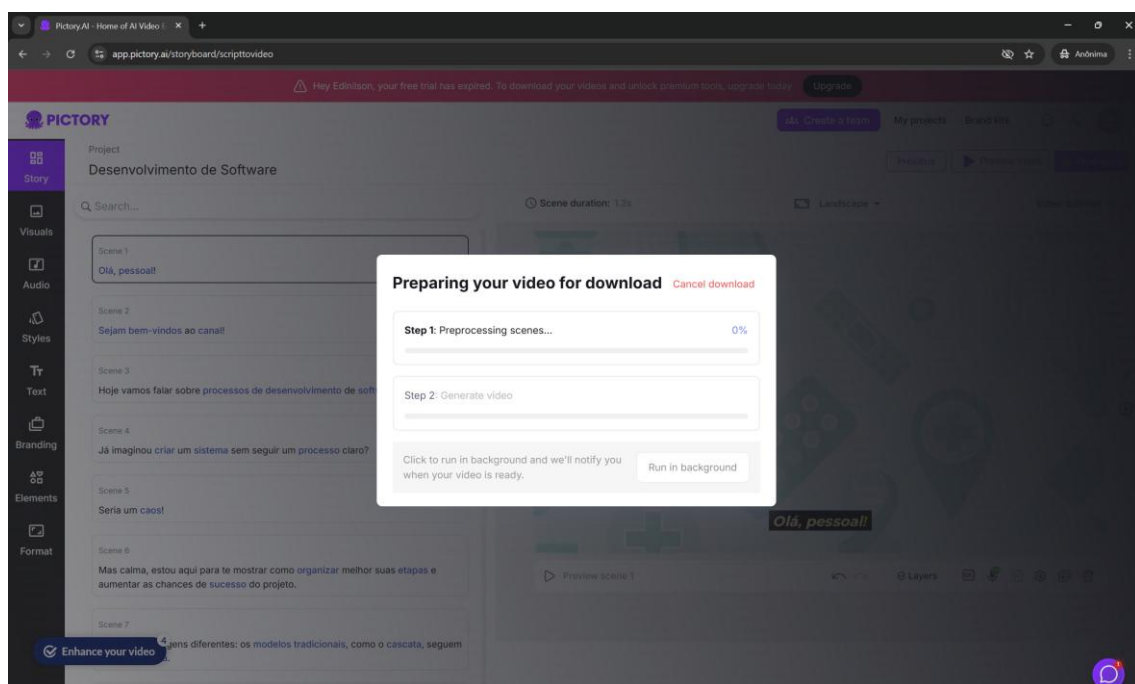 Pictory.AI - Home of AI Video
app.pictory.ai/storyboard/scripttovideo
Anônima
Hey Edinilson, your free trial has expired. To download your videos and unlock premium tools, upgrade today
Upgrade
PICTORY
Create a team
My projects
Brand kits
Story
Visuals
Audio
Styles
Text
Branding
Elements
Format
Project
Desenvolvimento de Software
Previous
Preview
Search...
Scene duration: 1.2s
Landscape
Scene 1
Olá, pessoal!
Scene 2
Sejam bem-vindos ao canal!
Scene 3
Hoje vamos falar sobre processos de desenvolvimento de
Scene 4
Já imaginou criar um sistema sem seguir um processo claro?
Scene 5
Seria um caos!
Scene 6
Mas calma, estou aqui para te mostrar como organizar melhor suas etapas e
aumentar as chances de sucesso do projeto.
Scene 7
diferentes: os modelos tradicionais, como o cascata, seguem
Enhance your video
4
Preparing your video for download
Cancel download
Step 1: Preprocessing scenes...
0%
Step 2: Generate video
Click to run in background and we'll notify you
when your video is ready.
Run in background
Olá, pessoal!
Preview scene 1
Layers